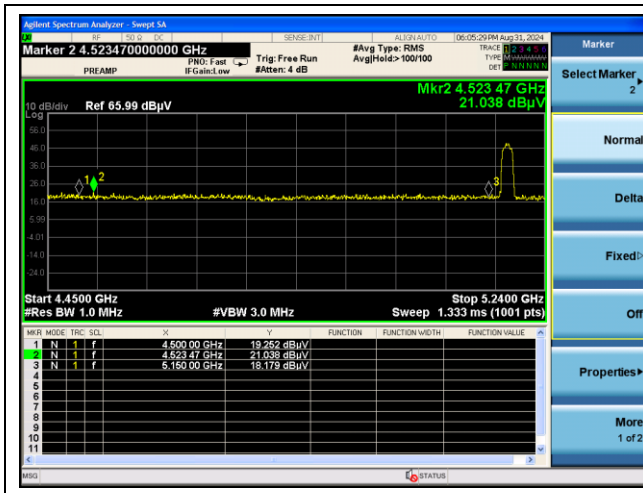 Agilent Spectrum Analyzer - Swept SA
RF 50 Ω DC SENSE:INT ALIGN AUTO 06:05:29 PM Aug 31, 2024
Marker 2 4.523470000000 GHz
PREAMP
PNO: Fast
IFGain:Low
Trig: Free Run
#Atten: 4 dB
#Avg Type: RMS
Avg|Hold:> 100/100
TRACE 1 2 3 4 5 6
TYPE M
DET P N N N N N
Mkr2 4.523 47 GHz
21.038 dBµV
10 dB/div Ref 65.99 dBµV
Log
56.0
46.0
36.0
26.0
16.0
5.99
-4.01
-14.0
-24.0
1 2 3
Start 4.4500 GHz Stop 5.2400 GHz
#Res BW 1.0 MHz #VBW 3.0 MHz Sweep 1.333 ms (1001 pts)
MKR MODE TRC SCL X Y FUNCTION FUNCTION WIDTH FUNCTION VALUE
1 N 1 f 4.500 00 GHz 19.252 dBµV
2 N 1 f 4.523 47 GHz 21.038 dBµV
3 N 1 f 5.150 00 GHz 18.179 dBµV
4
5
6
7
8
9
10
11
MSG STATUS
Marker
Select Marker
2
Normal
Delta
Fixed
Off
Properties
More
1 of 2